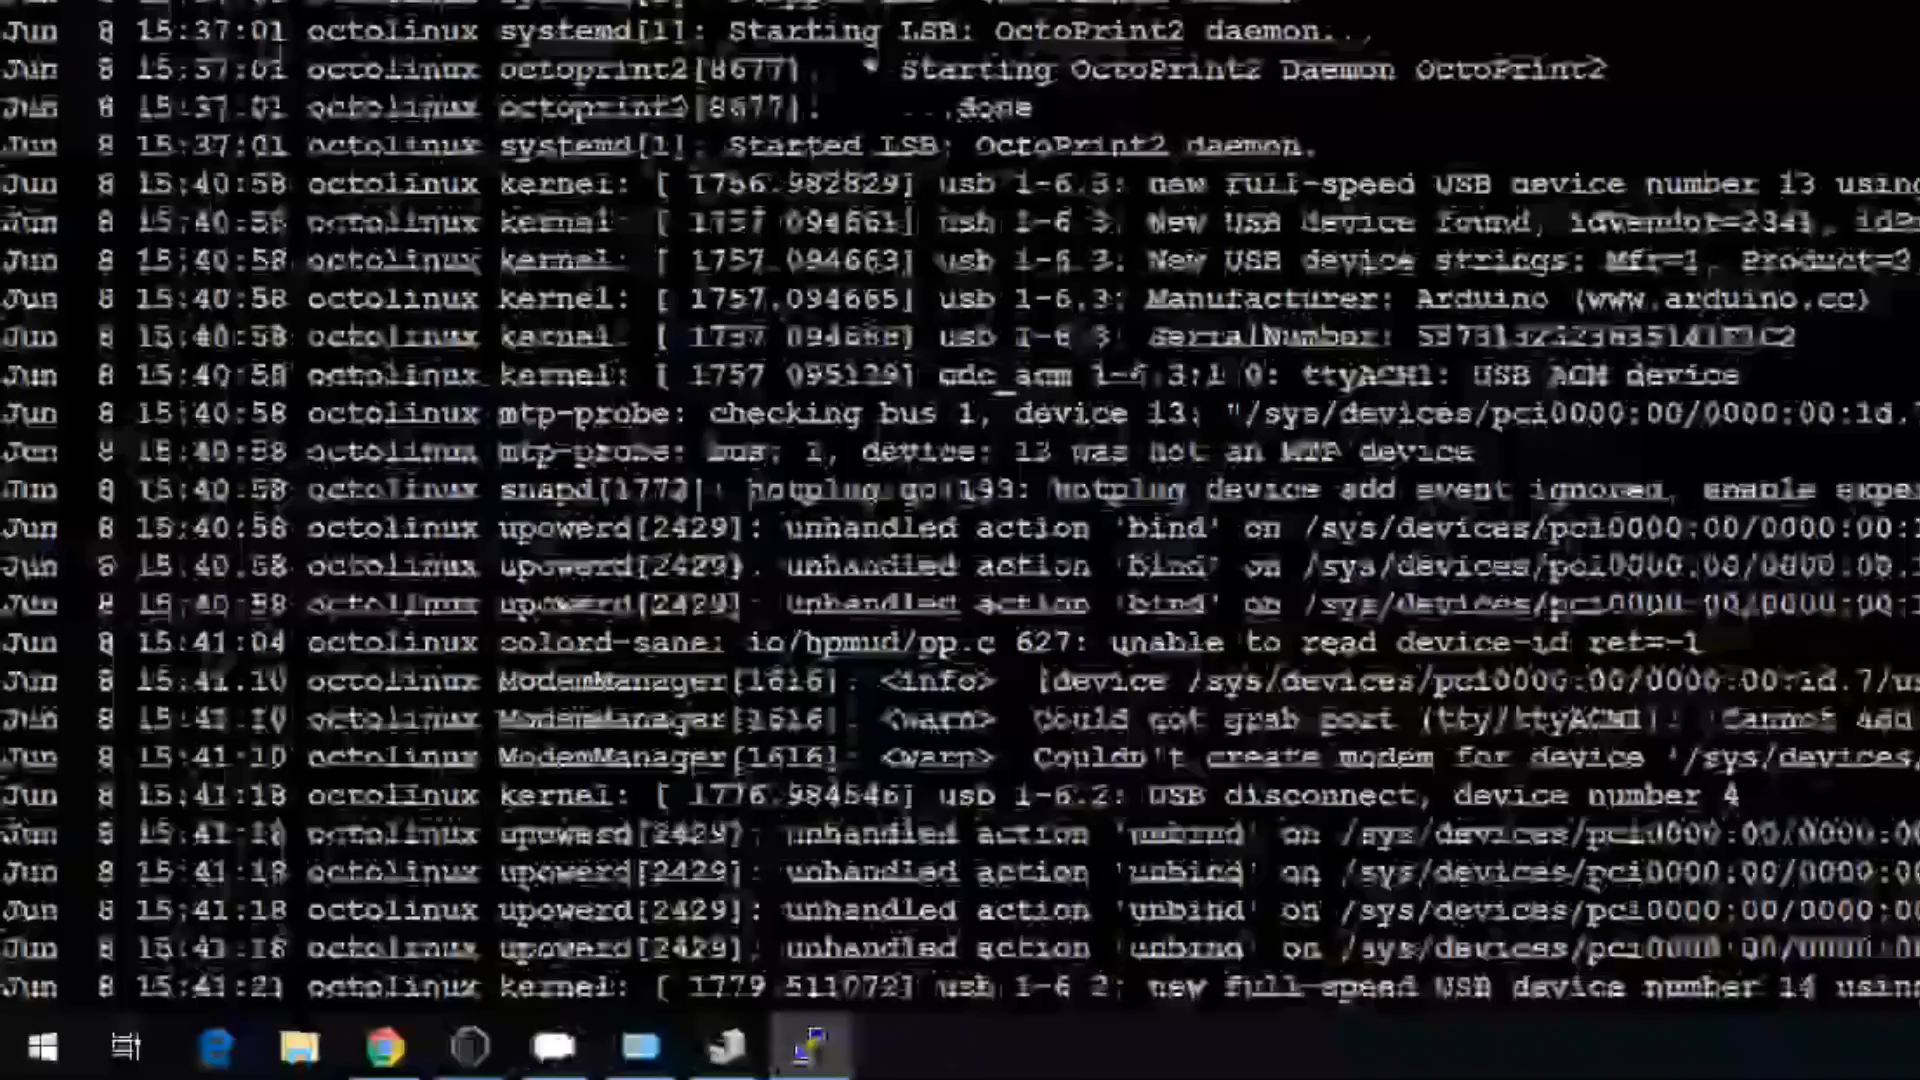 Jun 8 15:37:01 octolinux systemd[1]: Starting LSB: OctoPrint2 daemon...
Jun 8 15:37:01 octolinux octoprint2[8677]: * Starting OctoPrint2 Daemon OctoPrint2
Jun 8 15:37:01 octolinux octoprint2[8677]: ...done
Jun 8 15:37:01 octolinux systemd[1]: Started LSB: OctoPrint2 daemon.
Jun 8 15:40:58 octolinux kernel: [ 1756.982829] usb 1-6.3: new full-speed USB device number 13 using
Jun 8 15:40:58 octolinux kernel: [ 1757.094661] usb 1-6.3: New USB device found, idVendor=2341,
Jun 8 15:40:58 octolinux kernel: [ 1757.094663] usb 1-6.3: New USB device strings: Mfr=1, Product=2
Jun 8 15:40:58 octolinux kernel: [ 1757.094665] usb 1-6.3: Manufacturer: Arduino (www.arduino.cc)
Jun 8 15:40:58 octolinux kernel: [ usb 1-6.3: SerialNumber:
Jun 8 15:40:58 octolinux kernel: [ 1757.095129] cdc_acm 1-6.3:1.0: ttyACM1: USB ACM device
Jun 8 15:40:58 octolinux mtp-probe: checking bus 1, device 13: "/sys/devices/pci0000:00/0000:00:1d.7
Jun 8 15:40:58 octolinux mtp-probe: bus: 1, device: 13 was not an MTP device
Jun 8 15:40:58 octolinux snapd[1773]: hotplug.go:193: hotplug device add event ignored, enable
Jun 8 15:40:58 octolinux upowerd[2429]: unhandled action 'bind' on /sys/devices/pci0000:00/0000:00:1
Jun 8 15:40:58 octolinux upowerd[2429]: unhandled action 'bind' on /sys/devices/pci0000:00/0000:00:1
Jun 8 15:40:58 octolinux upowerd[2429]: unhandled action 'bind' on /sys/devices/pci0000:00/0000:00:1
Jun 8 15:41:04 octolinux colord-sane: io/hpmud/pp.c 627: unable to read device-id ret=-1
Jun 8 15:41:10 octolinux ModemManager[1616]: <info> [device /sys/devices/pci0000:00/0000:00:1d.7/us
Jun 8 15:41:10 octolinux ModemManager[1616]: <warn> Could not grab port (tty/ttyACM1): 'Cannot add
Jun 8 15:41:10 octolinux ModemManager[1616]: <warn> Couldn't create modem for device '/sys/devices/
Jun 8 15:41:18 octolinux kernel: [ 1776.984546] usb 1-6.2: USB disconnect, device number 4
Jun 8 15:41:18 octolinux upowerd[2429]: unhandled action 'unbind' on /sys/devices/pci0000:00/0000:00
Jun 8 15:41:18 octolinux upowerd[2429]: unhandled action 'unbind' on /sys/devices/pci0000:00/0000:00
Jun 8 15:41:18 octolinux upowerd[2429]: unhandled action 'unbind' on /sys/devices/pci0000:00/0000:00
Jun 8 15:41:18 octolinux upowerd[2429]: unhandled action 'unbind' on /sys/devices/pci0000:00/0000:00
Jun 8 15:41:21 octolinux kernel: [ 1779.511072] usb 1-6.2: new full-speed USB device number 14 using